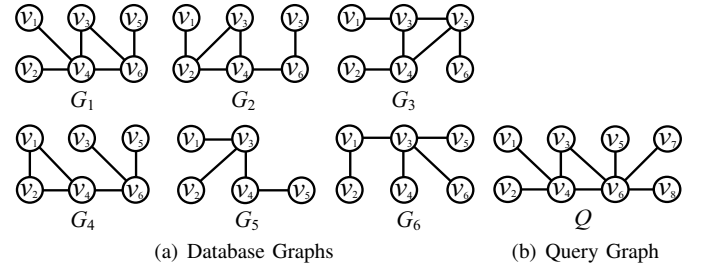 v₁ v₃ v₅ v₁ v₃ v₅ v₁ v₃ v₅
v₂ v₄ v₆ v₂ v₄ v₆ v₂ v₄ v₆
G₁ G₂ G₃
v₁ v₃ v₅ v₁ v₃ v₁ v₃ v₅ v₁ v₃ v₅ v₇
v₂ v₄ v₆ v₂ v₄ v₅ v₂ v₄ v₆ v₂ v₄ v₆ v₈
G₄ G₅ G₆ Q
(a) Database Graphs (b) Query Graph